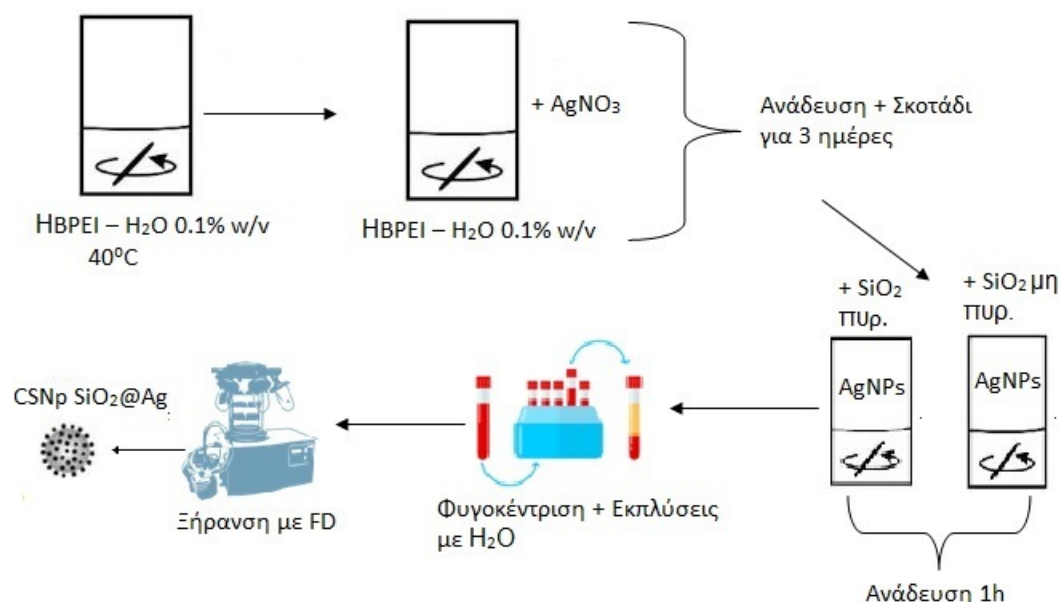 + AgNO₃
Ανάδευση + Σκοτάδι
για 3 ημέρες
HBPEI – H₂O 0.1% w/v
40⁰C
HBPEI – H₂O 0.1% w/v
+ SiO₂
πυρ.
+ SiO₂ μη
πυρ.
AgNPs
AgNPs
Ανάδευση 1h
Φυγοκέντριση + Εκπλύσεις
με H₂O
Ξήρανση με FD
CSNp SiO₂@Ag